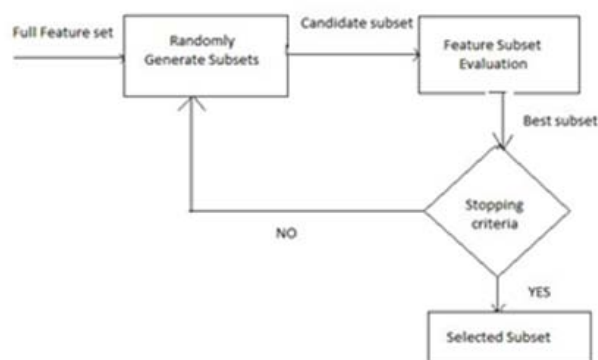 Full Feature set
Randomly
Generate Subsets
Candidate subset
Feature Subset
Evaluation
Best subset
Stopping
criteria
NO
YES
Selected Subset